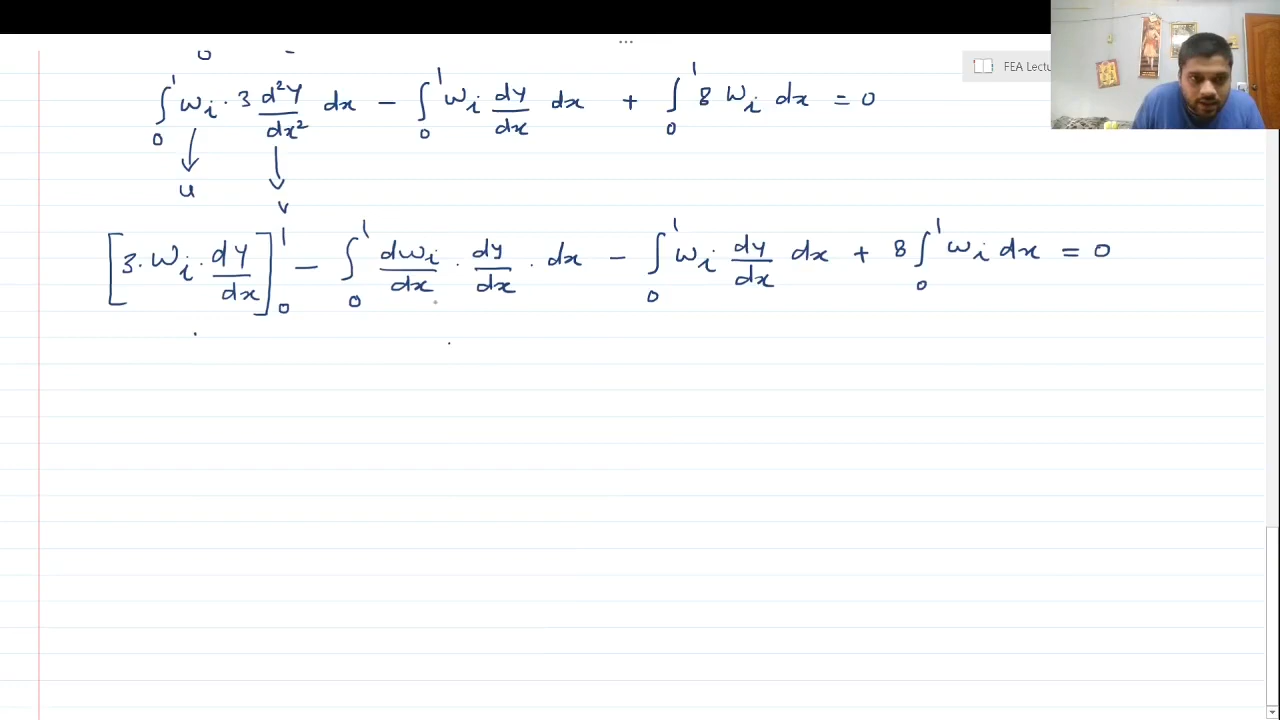 FEA Lectu
∫₀¹ wᵢ · 3 d²y/dx² dx − ∫₀¹ wᵢ dy/dx dx + ∫₀¹ 8 wᵢ dx = 0
u
v
[3 · wᵢ · dy/dx]₀¹ − ∫₀¹ dwᵢ/dx · dy/dx · dx − ∫₀¹ wᵢ dy/dx dx + 8 ∫₀¹ wᵢ dx = 0